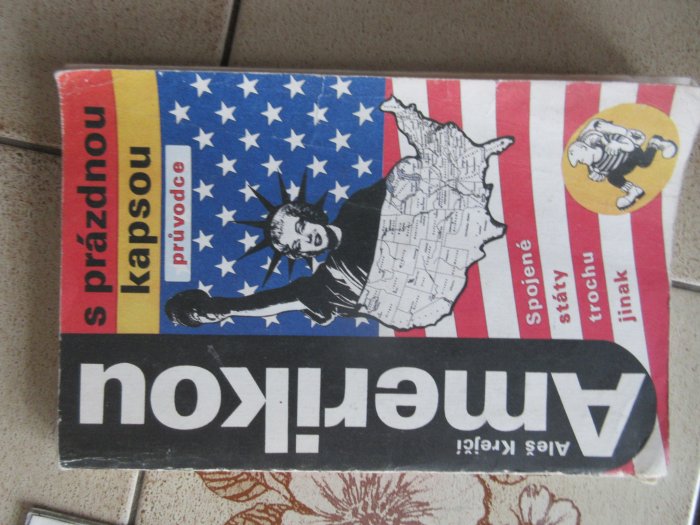 Aleš Krejčí
Amerikou
s prázdnou
kapsou
průvodce
Spojené
státy
trochu
jinak